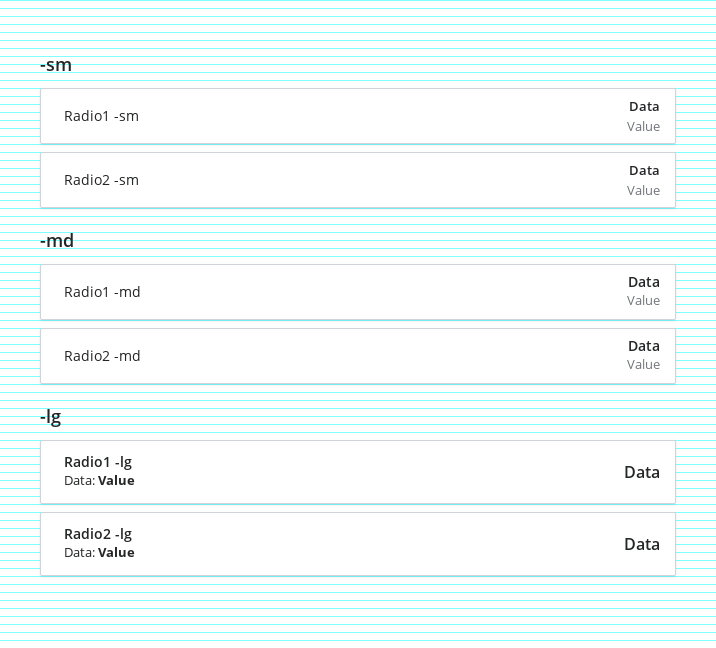 -sm
Radio1 -sm
Data
Value
Radio2 -sm
Data
Value
-md
Radio1 -md
Data
Value
Radio2 -md
Data
Value
-lg
Radio1 -lg
Data: Value
Data
Radio2 -lg
Data: Value
Data